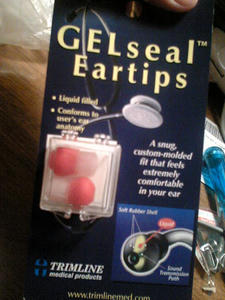 GELseal™
Eartips
• Liquid filled
• Conforms to
user's ear
anatomy
A snug,
custom-molded
fit that feels
extremely
comfortable
in your ear
Soft Rubber Shell
Liquid
Sound
Transmission
Path
TRIMLINE
medical products
www.trimlinemed.com